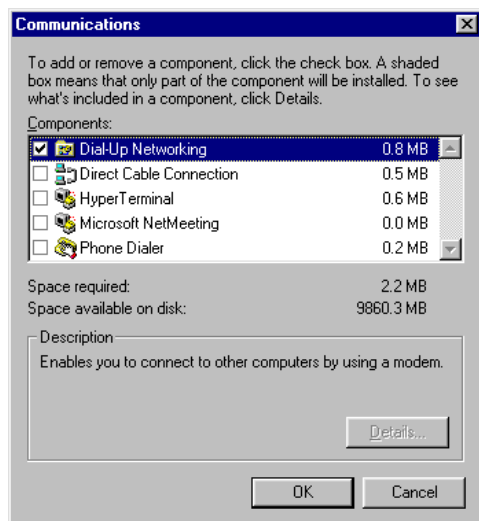 Communications
To add or remove a component, click the check box. A shaded
box means that only part of the component will be installed. To see
what's included in a component, click Details.
Components:
Dial-Up Networking 0.8 MB
Direct Cable Connection 0.5 MB
HyperTerminal 0.6 MB
Microsoft NetMeeting 0.0 MB
Phone Dialer 0.2 MB
Space required: 2.2 MB
Space available on disk: 9860.3 MB
Description
Enables you to connect to other computers by using a modem.
Details...
OK Cancel